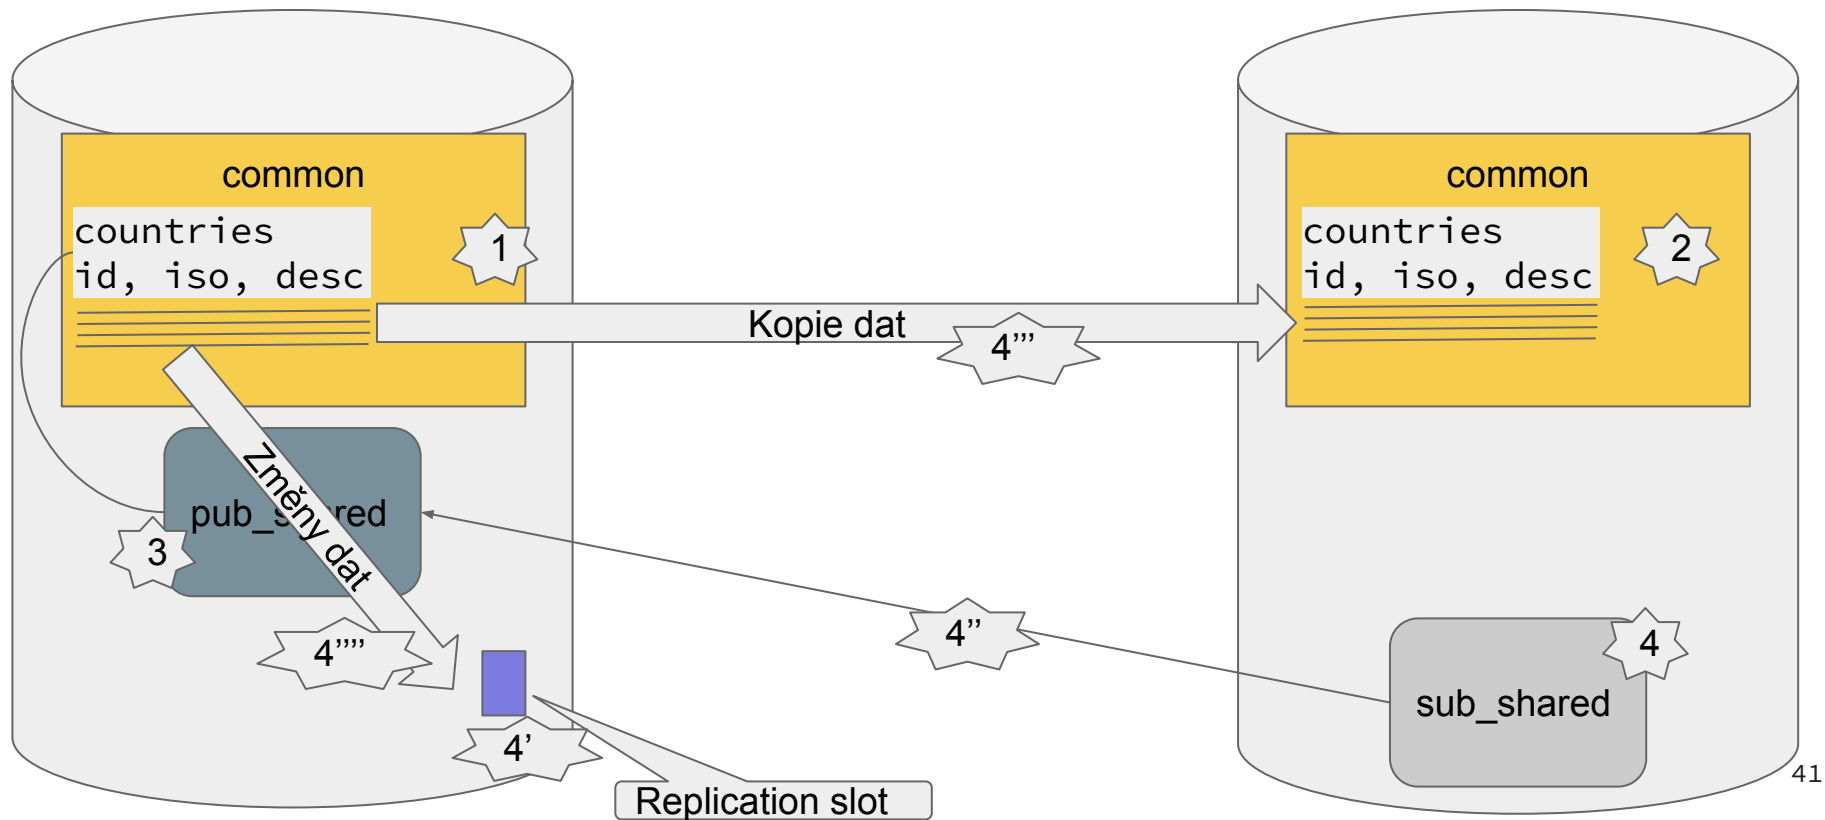 common
countries
id, iso, desc
1
common
countries
id, iso, desc
2
Kopie dat
4’’’
pub_shared
Změny dat
3
4’’’’
4’
4’’
sub_shared
4
Replication slot
41